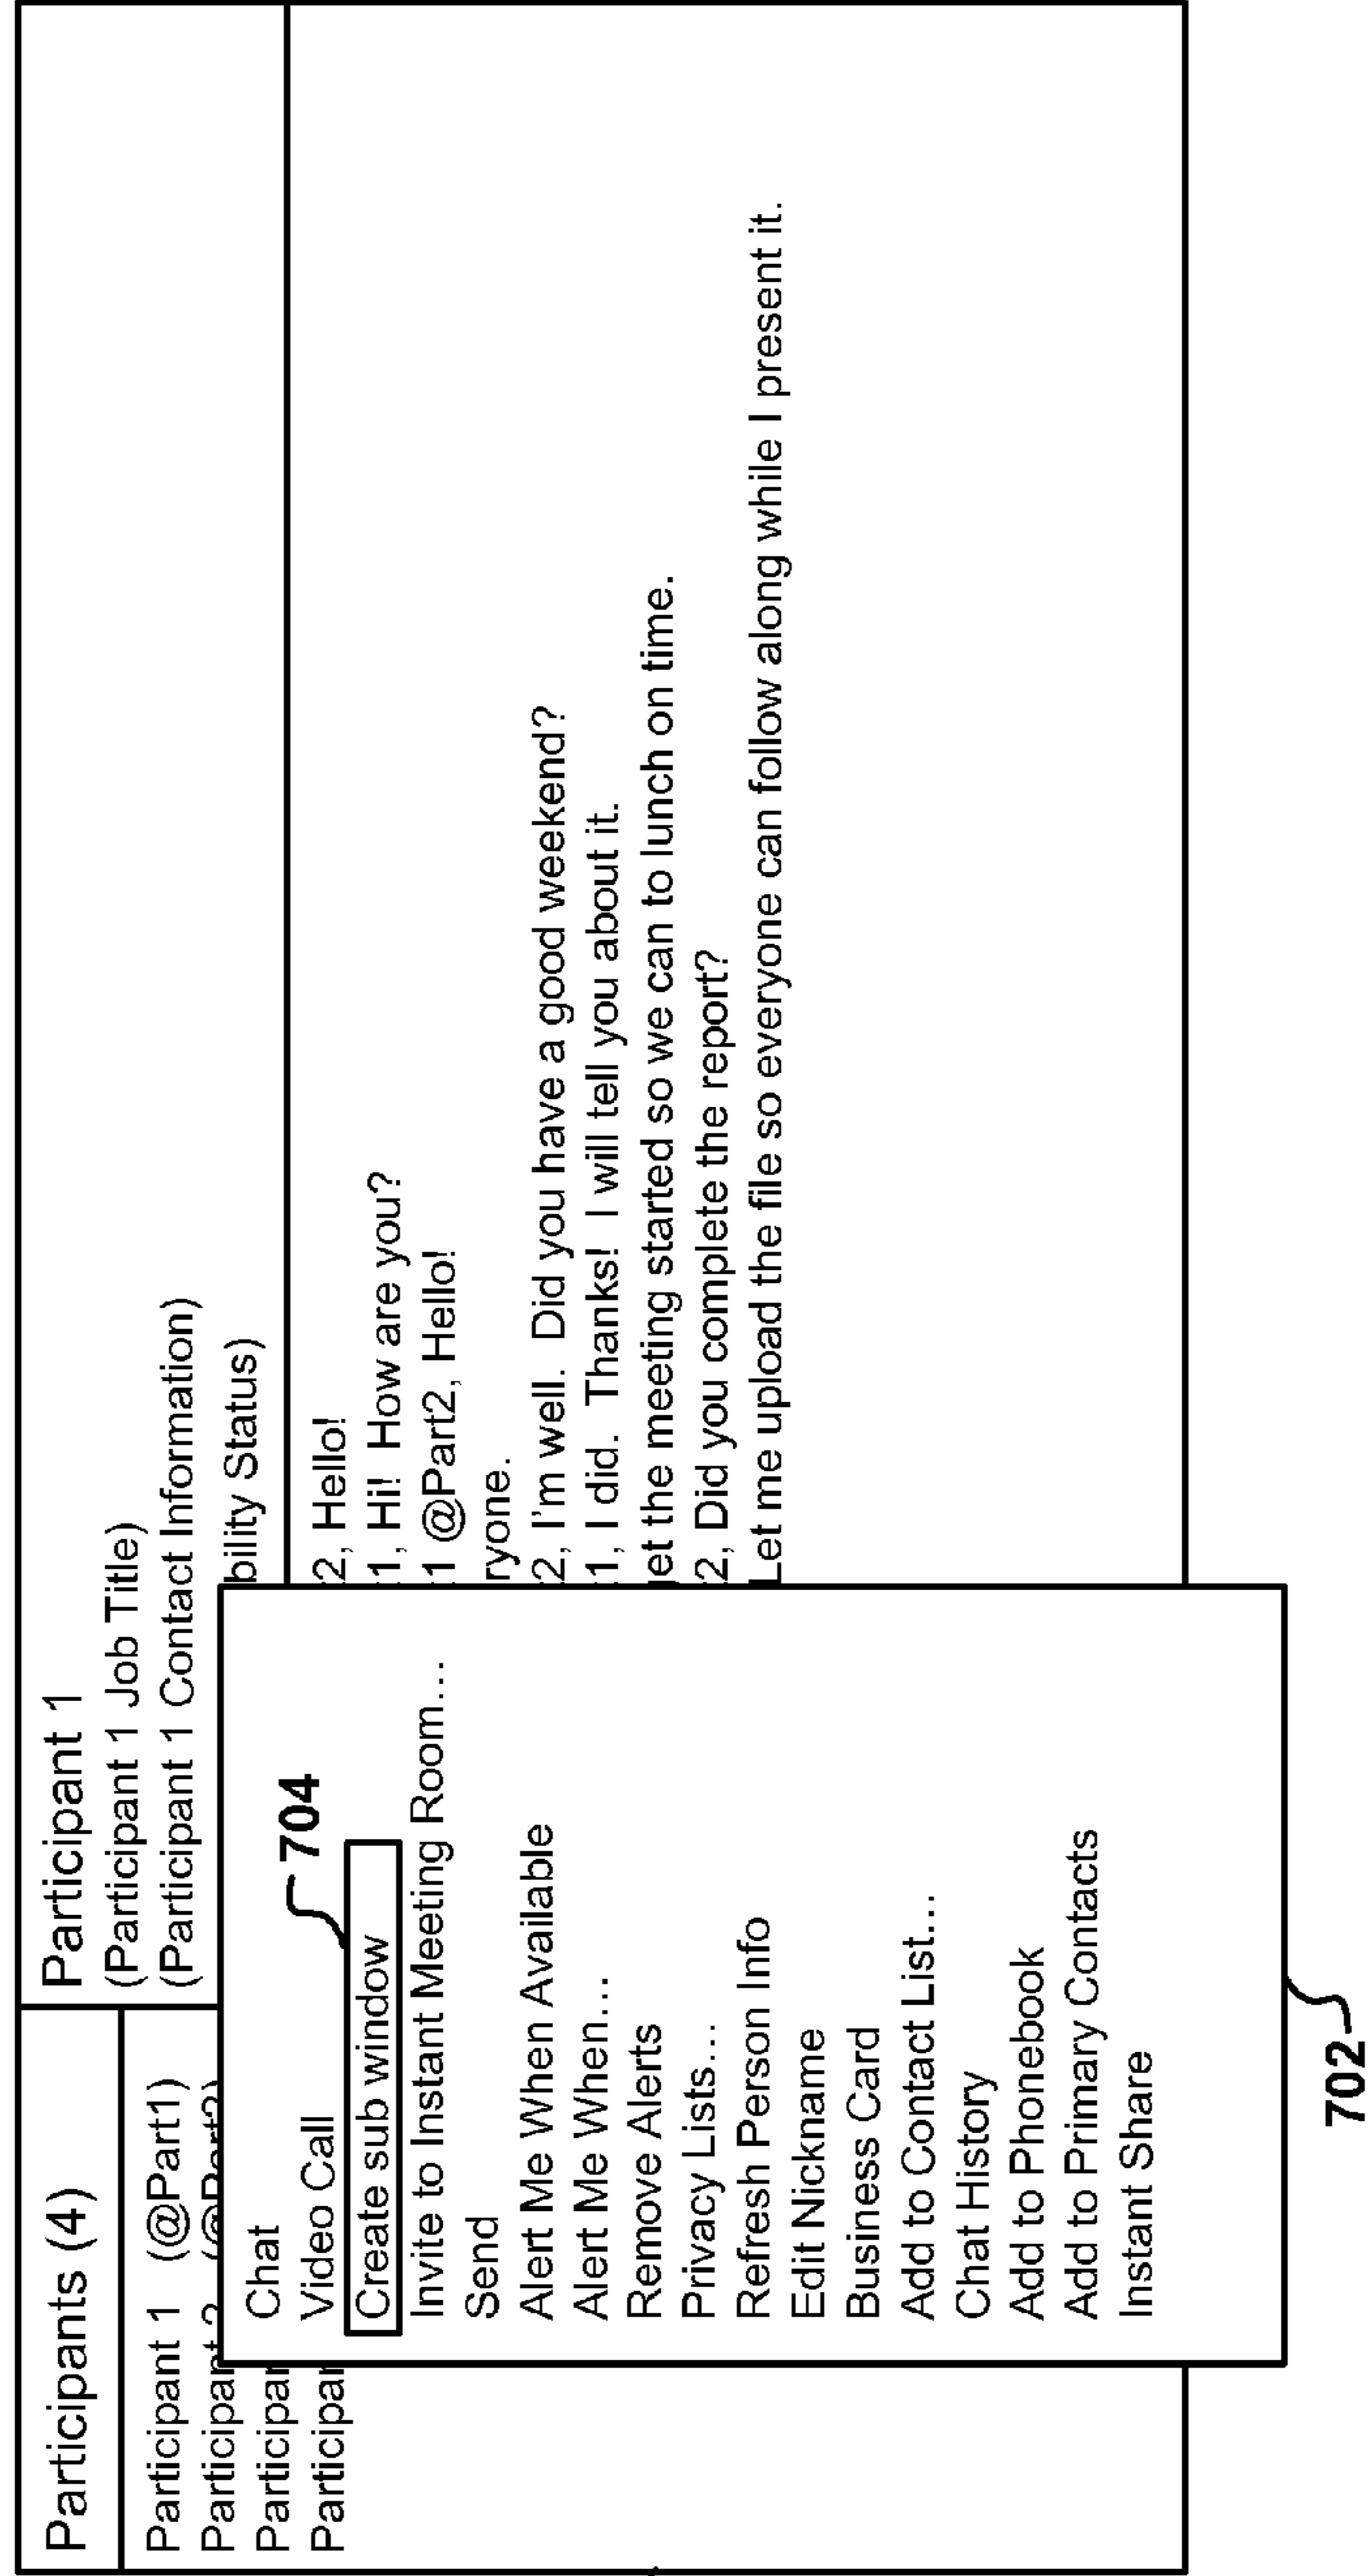 Participants (4)
Participant 1 (@Part1)
Participant 2 (@Part2)
Participan
Participan
Participant 1
(Participant 1 Job Title)
(Participant 1 Contact Information)
bility Status)
2, Hello!
1, Hi! How are you?
1 @Part2, Hello!
ryone.
2, I'm well. Did you have a good weekend?
1, I did. Thanks! I will tell you about it.
et the meeting started so we can to lunch on time.
2, Did you complete the report?
Let me upload the file so everyone can follow along while I present it.
704
Chat
Video Call
Create sub window
Invite to Instant Meeting Room...
Send
Alert Me When Available
Alert Me When...
Remove Alerts
Privacy Lists...
Refresh Person Info
Edit Nickname
Business Card
Add to Contact List...
Chat History
Add to Phonebook
Add to Primary Contacts
Instant Share
702